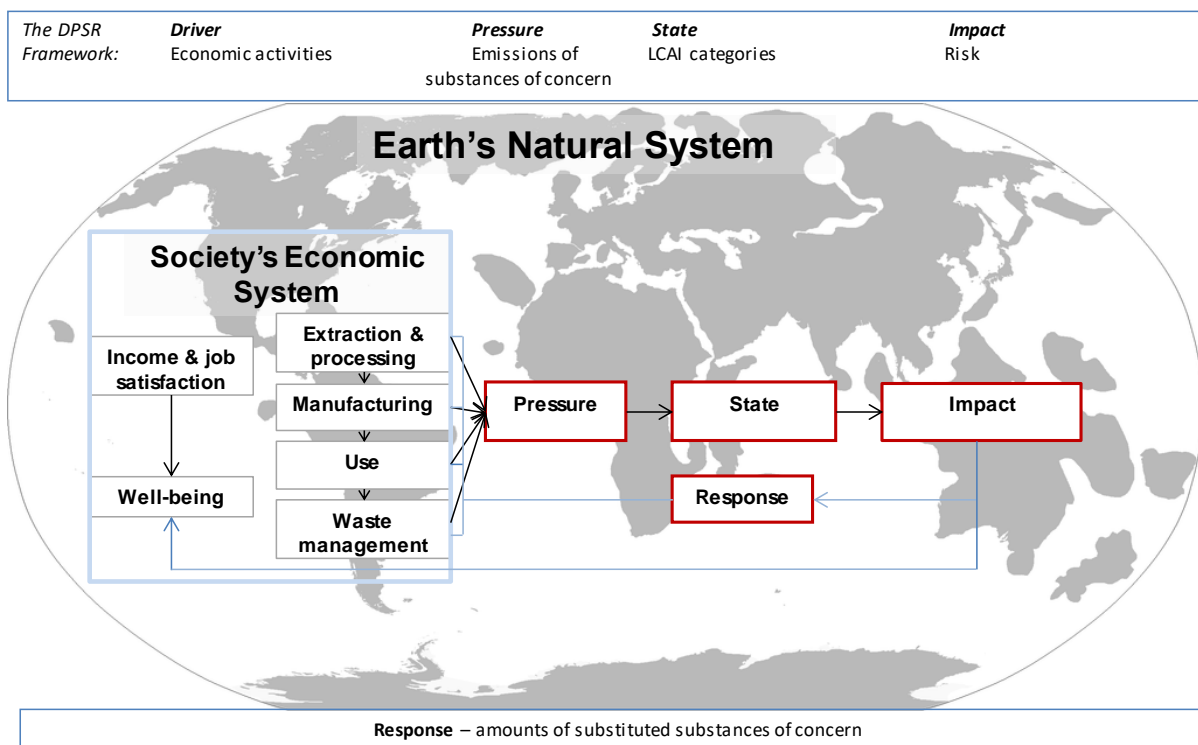 The DPSR
Framework:
Driver
Economic activities
Pressure
Emissions of
substances of concern
State
LCAI categories
Impact
Risk
Earth's Natural System
Society's Economic
System
Income & job
satisfaction
Well-being
Extraction &
processing
Manufacturing
Use
Waste
management
Pressure
State
Impact
Response
Response – amounts of substituted substances of concern